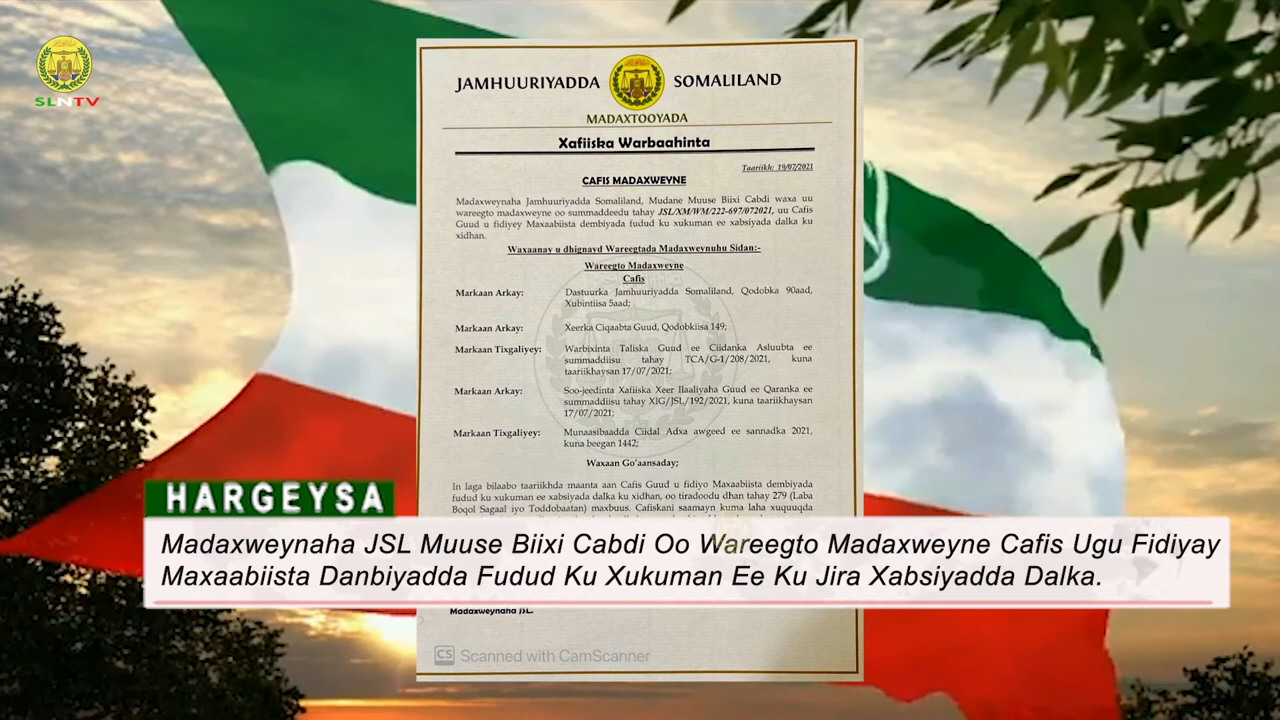 SLNTV
JAMHUURIYADDA SOMALILAND
MADAXTOOYADA
Xafiiska Warbaahinta
Taariikh: 19/07/2021
CAFIS MADAXWEYNE
Madaxweynaha Jamhuuriyadda Somaliland, Mudane Muuse Biixi Cabdi waxa uu
wareegto madaxweyne oo summaddeedu tahay JSL/XM/WM/222-697/072021, uu Cafis
Guud u fidiyey Maxaabiista dembiyada fudud ku xukuman ee xabsiyada dalka ku
xidhan.
Waxaanay u dhignayd Wareegtada Madaxweynuhu Sidan:-
Wareegto Madaxweyne
Cafis
Markaan Arkay: Dastuurka Jamhuuriyadda Somaliland, Qodobka 90aad,
Xubintiisa 5aad;
Markaan Arkay: Xeerka Ciqaabta Guud, Qodobkiisa 149;
Markaan Tixgaliyey: Warbixinta Taliska Guud ee Ciidanka Asluubta ee
summaddiisu tahay TCA/G-1/208/2021, kuna
taariikhaysan 17/07/2021;
Markaan Arkay: Soo-jeedinta Xafiiska Xeer Ilaaliyaha Guud ee Qaranka ee
summaddiisu tahay XIG/JSL/192/2021, kuna taariikhaysan
17/07/2021;
Markaan Tixgaliyey: Munaasibaadda Ciidal Adxa awgeed ee sannadka 2021,
kuna beegan 1442;
Waxaan Go'aansaday;
In laga bilaabo taariikhda maanta aan Cafis Guud u fidiyo Maxaabiista dembiyada
fudud ku xukuman ee xabsiyada dalka ku xidhan, oo tiradoodu dhan tahay 279 (Laba
Boqol Sagaal iyo Toddobaatan) maxbuus. Cafiskani saamayn kuma laha xuquuqda
HARGEYSA
Madaxweynaha JSL Muuse Biixi Cabdi Oo Wareegto Madaxweyne Cafis Ugu Fidiyay
Maxaabiista Danbiyadda Fudud Ku Xukuman Ee Ku Jira Xabsiyadda Dalka.
Madaxweynaha JSL.
CS Scanned with CamScanner